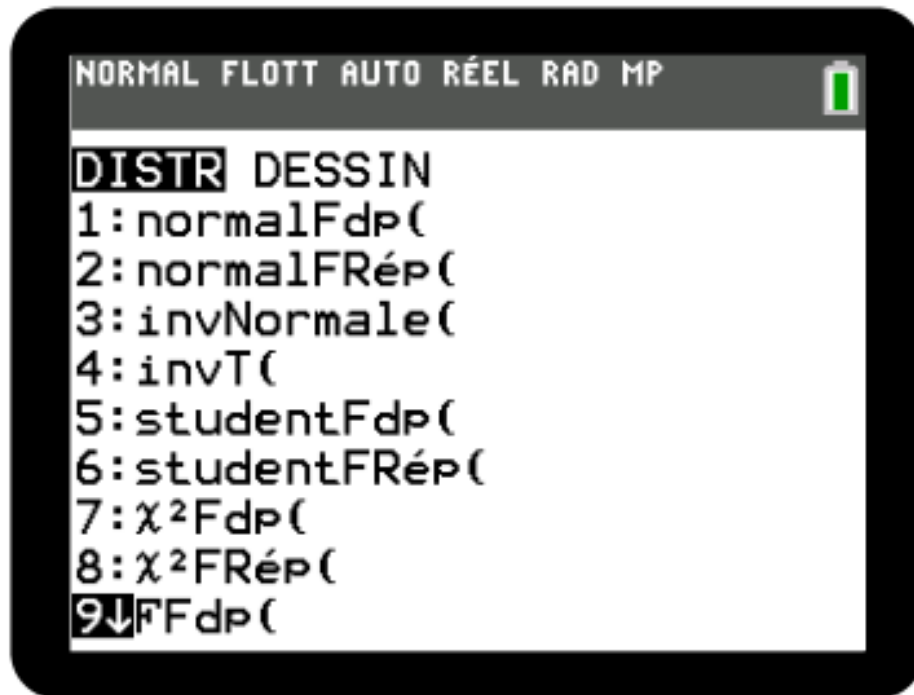 NORMAL FLOTT AUTO RÉEL RAD MP
DISTR DESSIN
1:normalFdp(
2:normalFRép(
3:invNormale(
4:invT(
5:studentFdp(
6:studentFRép(
7:χ²Fdp(
8:χ²FRép(
9↓FFdp(